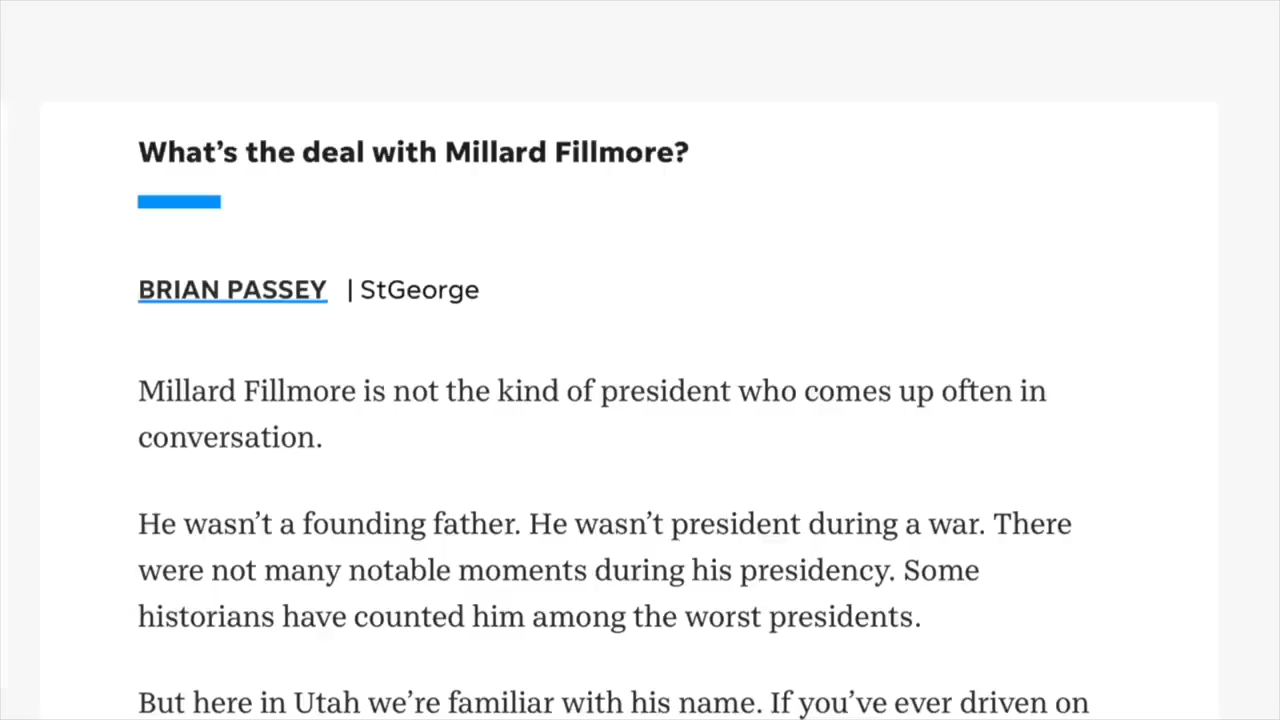 What’s the deal with Millard Fillmore?
BRIAN PASSEY | StGeorge
Millard Fillmore is not the kind of president who comes up often in
conversation.
He wasn’t a founding father. He wasn’t president during a war. There
were not many notable moments during his presidency. Some
historians have counted him among the worst presidents.
But here in Utah we’re familiar with his name. If you’ve ever driven on